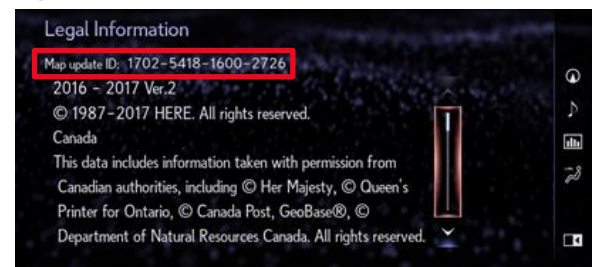 Legal Information
Map update ID: 1702-5418-1600-2726
2016 - 2017 Ver.2
© 1987-2017 HERE. All rights reserved.
Canada
This data includes information taken with permission from
Canadian authorities, including © Her Majesty, © Queen's
Printer for Ontario, © Canada Post, GeoBase®, ©
Department of Natural Resources Canada. All rights reserved.